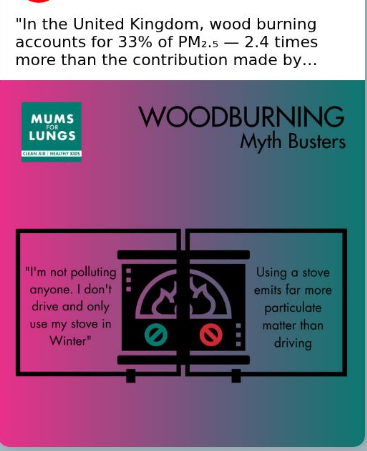 "In the United Kingdom, wood burning
accounts for 33% of PM₂.₅ — 2.4 times
more than the contribution made by...
MUMS
FOR
LUNGS
CLEAN AIR : HEALTHY KIDS
WOODBURNING
Myth Busters
"I'm not polluting
anyone. I don't
drive and only
use my stove in
Winter"
Using a stove
emits far more
particulate
matter than
driving